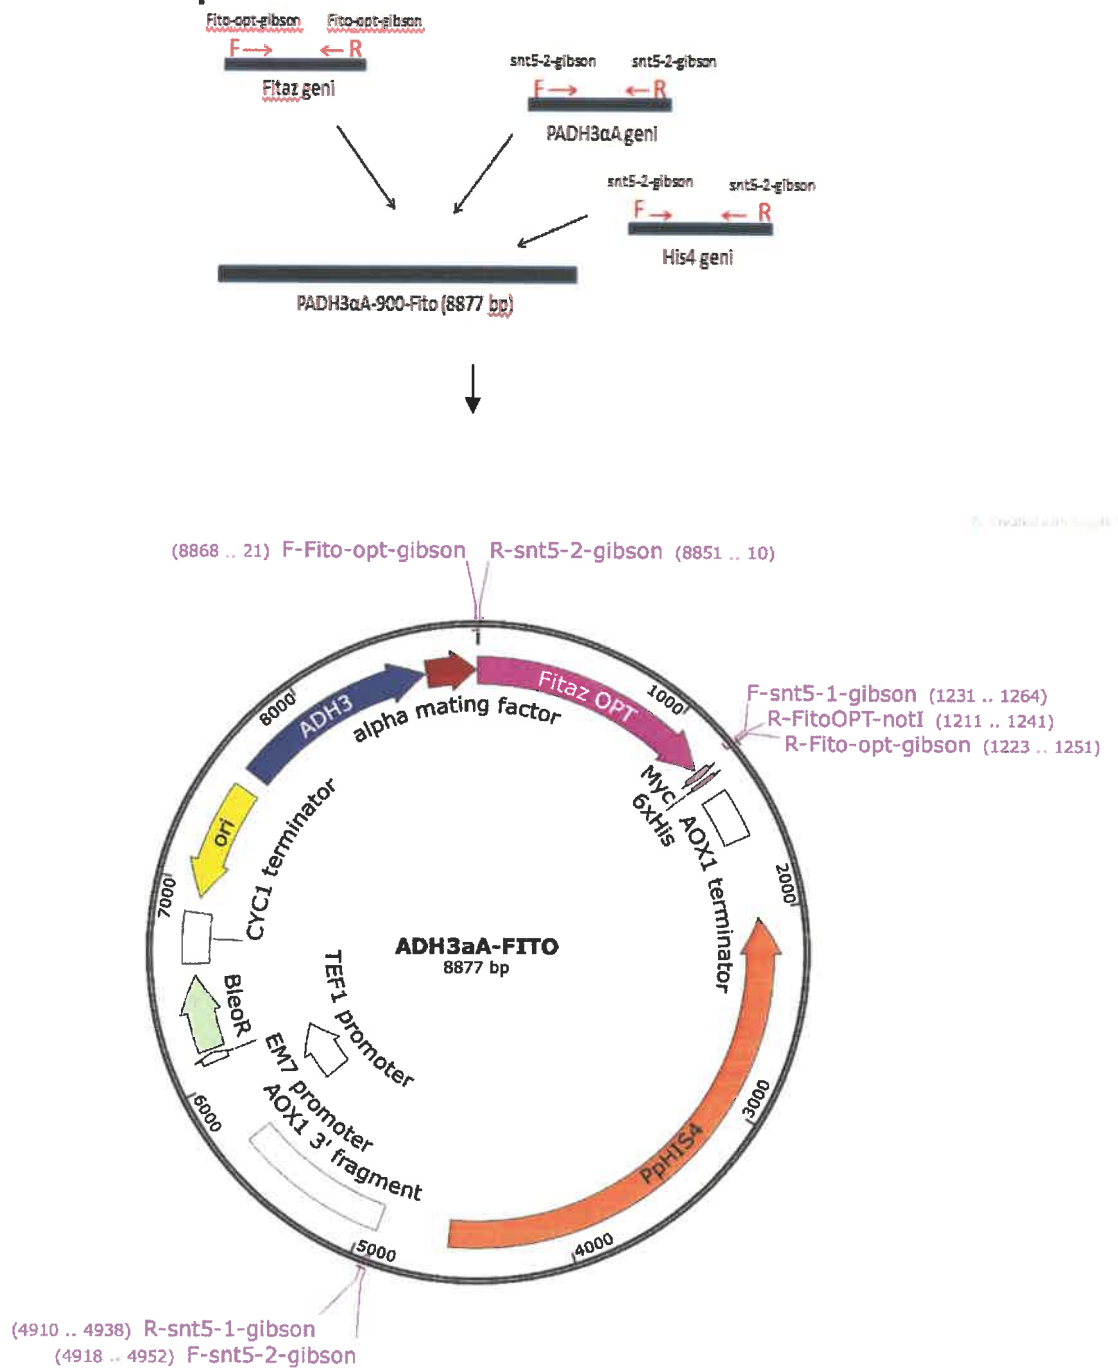 Fito-opt-gibson Fito-opt-gibson
F R
Fitaz geni
snt5-2-gibson snt5-2-gibson
F R
PADH3αA geni
snt5-2-gibson snt5-2-gibson
F R
His4 geni
PADH3αA-900-Fito (8877 bp)
(8868 .. 21) F-Fito-opt-gibson R-snt5-2-gibson (8851 .. 10)
1
Fitaz OPT
1000
ADH3
8000
alpha mating factor
F-snt5-1-gibson (1231 .. 1264)
R-FitoOPT-notI (1211 .. 1241)
R-Fito-opt-gibson (1223 .. 1251)
Myc
6xHis
AOX1 terminator
ori
CYC1 terminator
7000
2000
ADH3aA-FITO
8877 bp
TEF1 promoter
BleoR
EM7 promoter
AOX1 3' fragment
6000
3000
PpHIS4
5000
4000
(4910 .. 4938) R-snt5-1-gibson
(4918 .. 4952) F-snt5-2-gibson